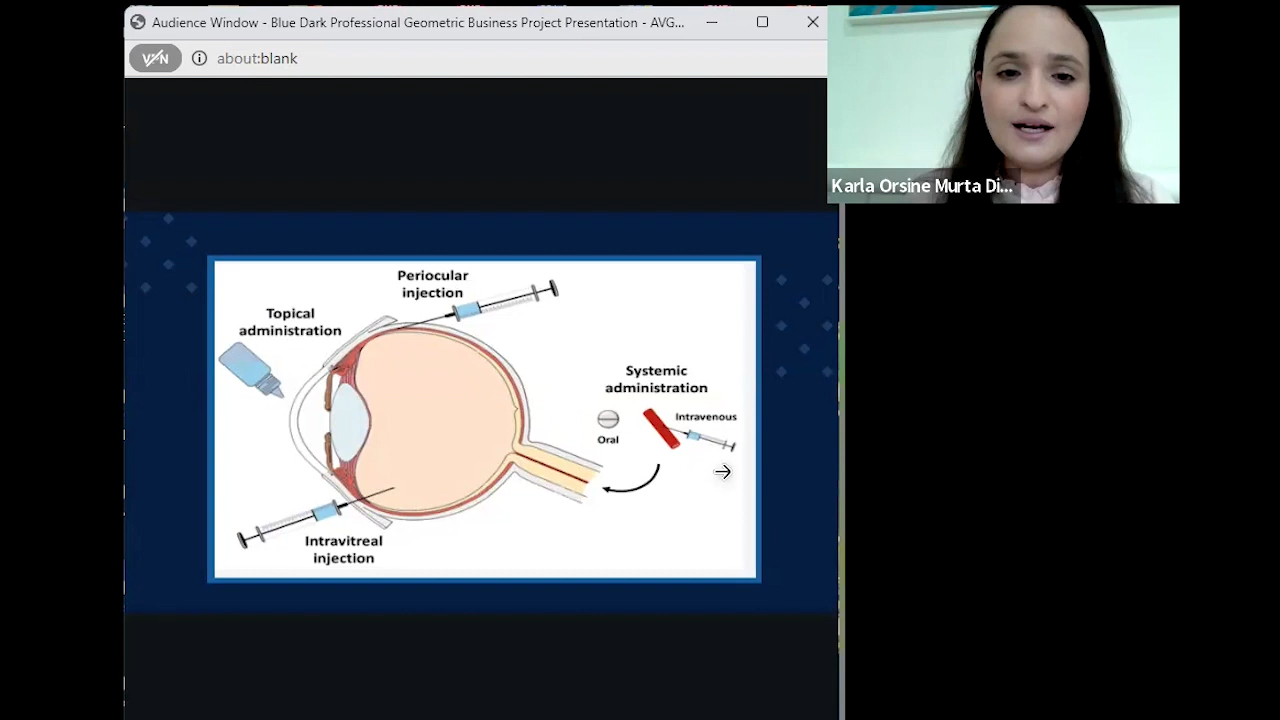 Audience Window - Blue Dark Professional Geometric Business Project Presentation - AVG...
VPN
about:blank
Karla Orsine Murta Di...
Periocular
injection
Topical
administration
Systemic
administration
Intravenous
Oral
Intravitreal
injection